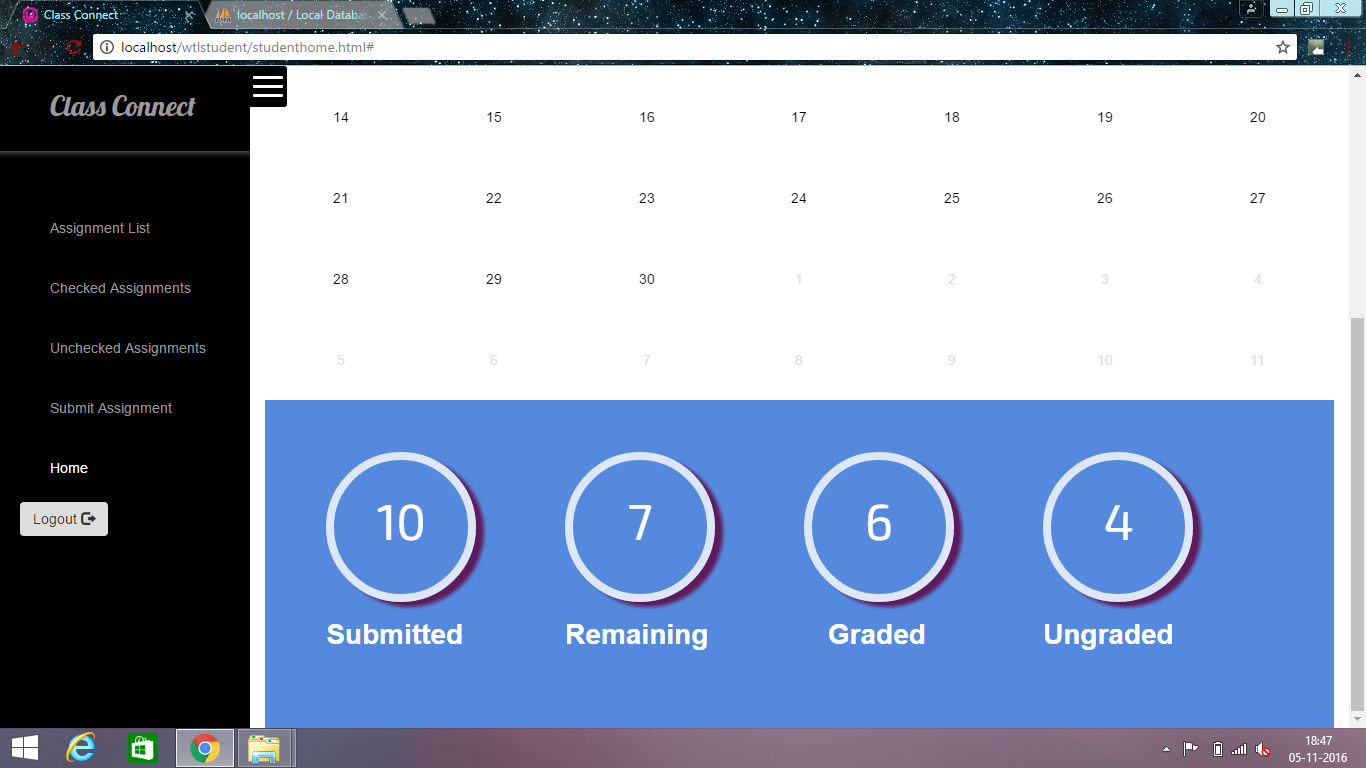 Class Connect
localhost / Local Databas
localhost/wtlstudent/studenthome.html#
Class Connect
Assignment List
Checked Assignments
Unchecked Assignments
Submit Assignment
Home
Logout
14 15 16 17 18 19 20
21 22 23 24 25 26 27
28 29 30 1 2 3 4
5 6 7 8 9 10 11
10 7 6 4
Submitted Remaining Graded Ungraded
18:47
05-11-2016